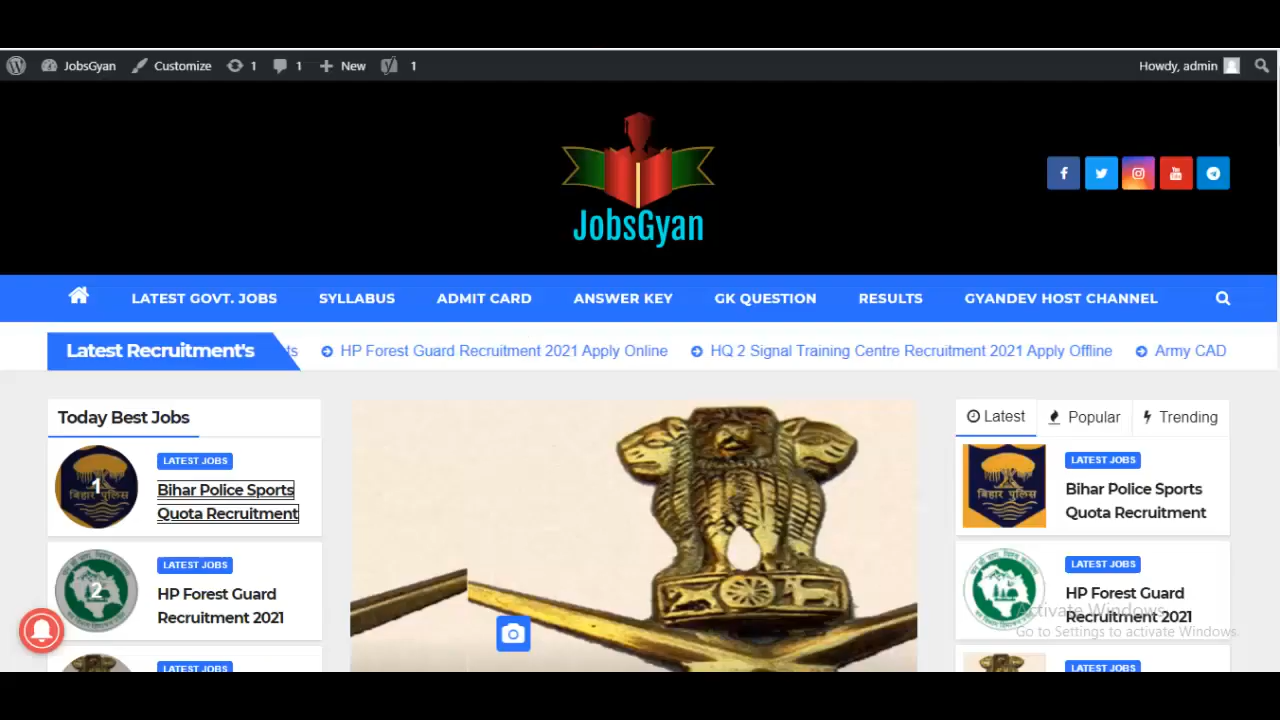 JobsGyan Customize 1 1 New 1 Howdy, admin
JobsGyan
LATEST GOVT. JOBS SYLLABUS ADMIT CARD ANSWER KEY GK QUESTION RESULTS GYANDEV HOST CHANNEL
Latest Recruitment's ts HP Forest Guard Recruitment 2021 Apply Online HQ 2 Signal Training Centre Recruitment 2021 Apply Offline Army CAD
Today Best Jobs
1
बिहार पुलिस
LATEST JOBS
Bihar Police Sports
Quota Recruitment
2
LATEST JOBS
HP Forest Guard
Recruitment 2021
LATEST JOBS
Latest Popular Trending
बिहार पुलिस
LATEST JOBS
Bihar Police Sports
Quota Recruitment
LATEST JOBS
HP Forest Guard
Recruitment 2021
LATEST JOBS
Activate Windows
Go to Settings to activate Windows.